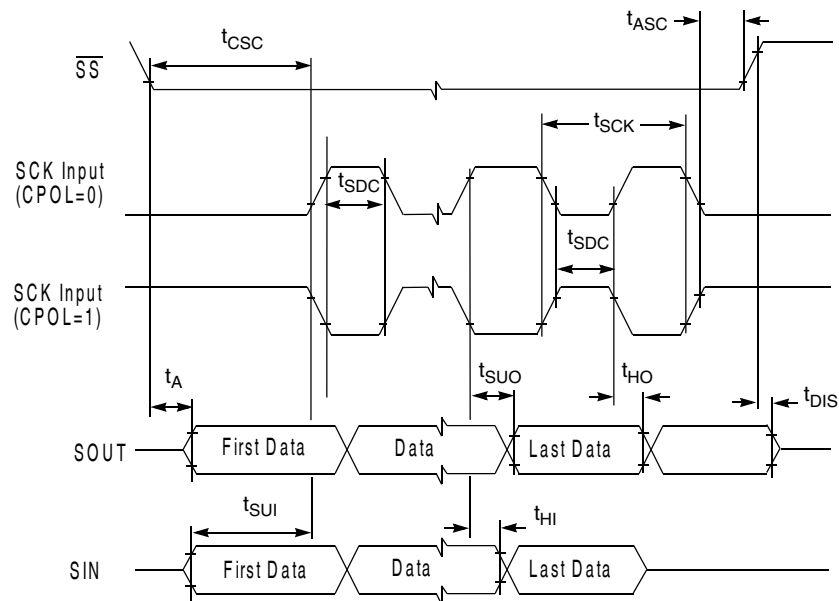 tASC
tCSC
SS
tSCK
SCK Input
(CPOL=0)
tSDC
tSDC
SCK Input
(CPOL=1)
tA
tSUO
tHO
tDIS
SOUT
First Data
Data
Last Data
tSUI
tHI
SIN
First Data
Data
Last Data